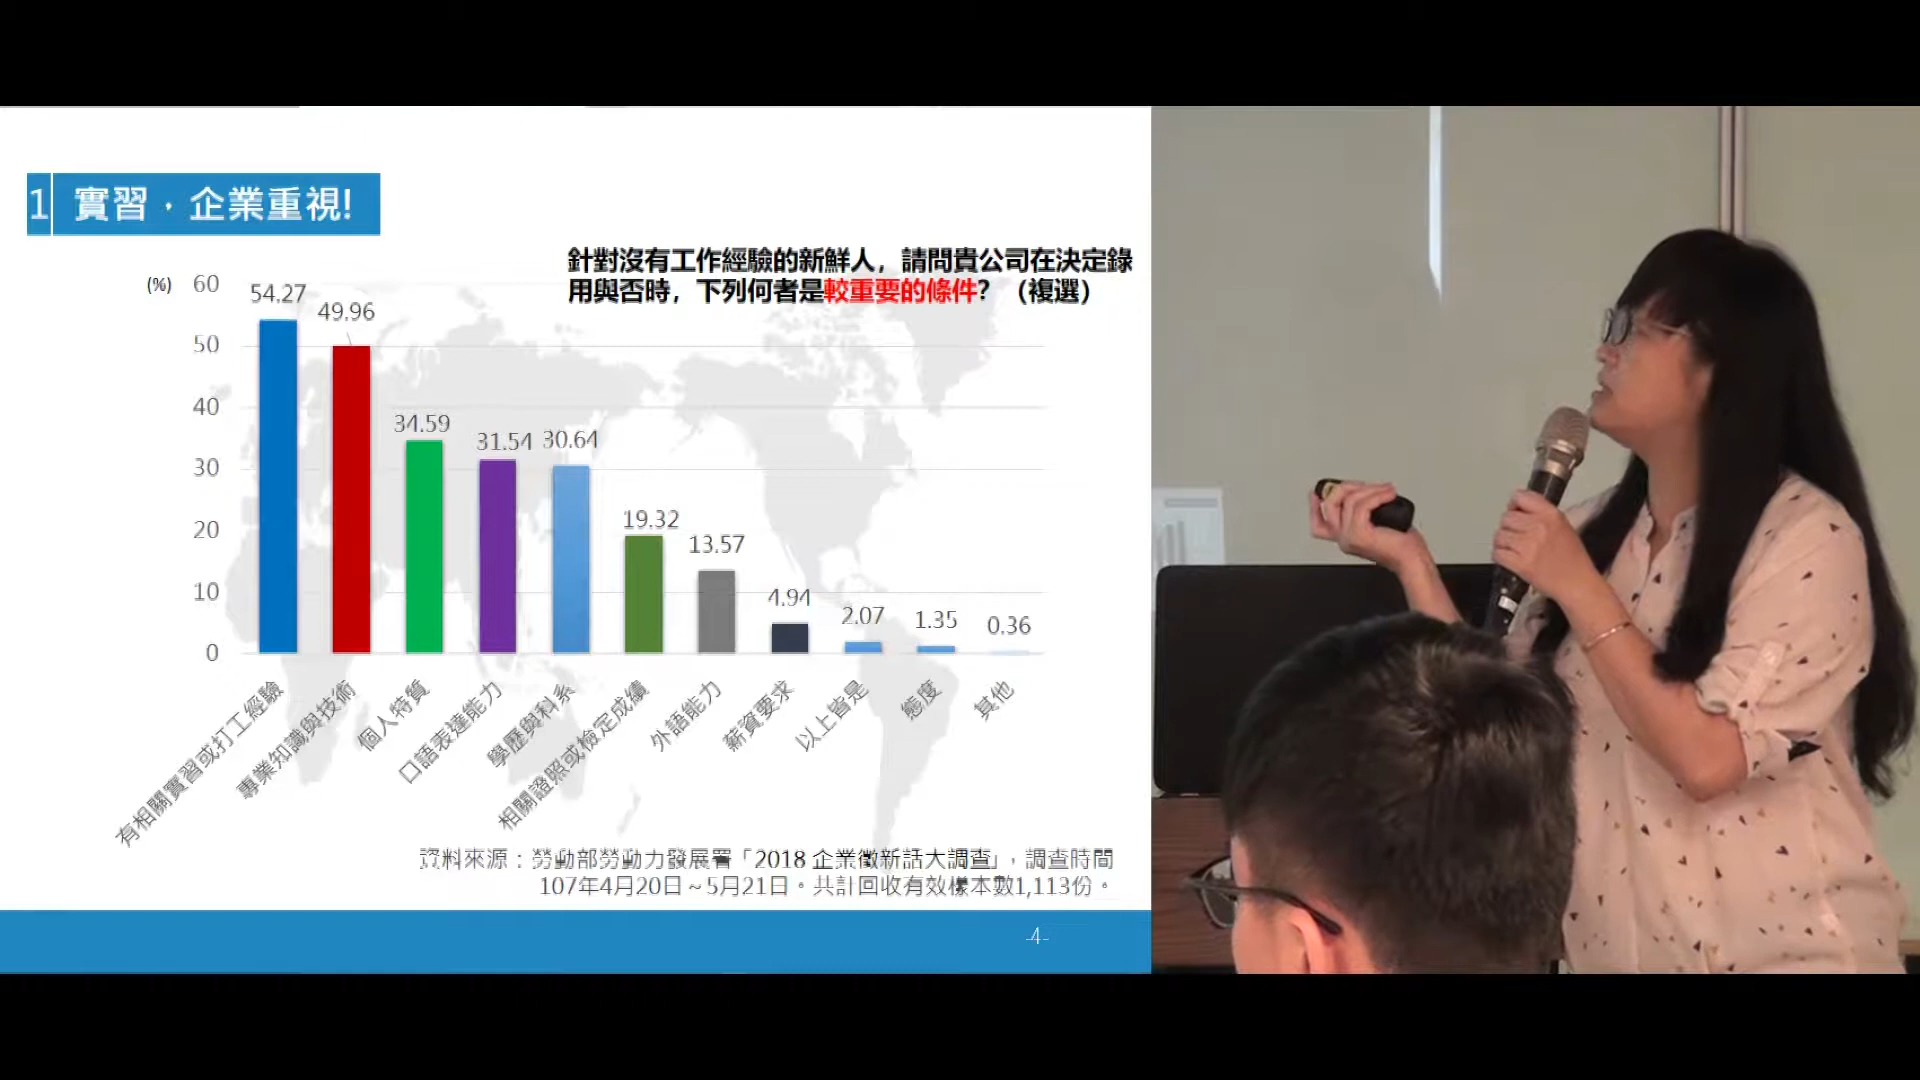 1 實習，企業重視!
針對沒有工作經驗的新鮮人，請問貴公司在決定錄
用與否時，下列何者是較重要的條件？（複選）
(%)
60
50
40
30
20
10
0
54.27
49.96
34.59
31.54
30.64
19.32
13.57
4.94
2.07
1.35
0.36
有相關實習或打工經驗
專業知識與技術
個人特質
口語表達能力
學歷與科系
相關證照或檢定成績
外語能力
薪資要求
以上皆是
態度
其他
資料來源：勞動部勞動力發展署「2018 企業徵新話大調查」，調查時間
107年4月20日～5月21日。共計回收有效樣本數1,113份。
-4-